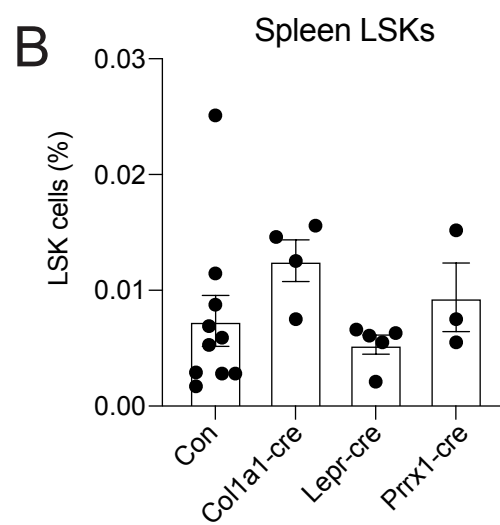 B
Spleen LSKs
LSK cells (%)
0.03
0.02
0.01
0.00
Con
Col1a1-cre
Lepr-cre
Prrx1-cre